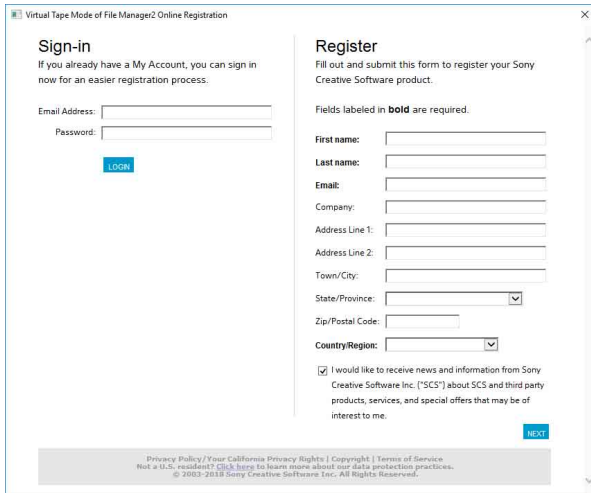 Virtual Tape Mode of File Manager2 Online Registration
Sign-in
If you already have a My Account, you can sign in
now for an easier registration process.
Email Address:
Password:
LOGIN
Register
Fill out and submit this form to register your Sony
Creative Software product.
Fields labeled in bold are required.
First name:
Last name:
Email:
Company:
Address Line 1:
Address Line 2:
Town/City:
State/Province:
Zip/Postal Code:
Country/Region:
I would like to receive news and information from Sony
Creative Software Inc. ("SCS") about SCS and third party
products, services, and special offers that may be of
interest to me.
NEXT
Privacy Policy/Your California Privacy Rights | Copyright | Terms of Service
Not a U.S. resident? Click here to learn more about our data protection practices.
© 2003-2018 Sony Creative Software Inc. All Rights Reserved.